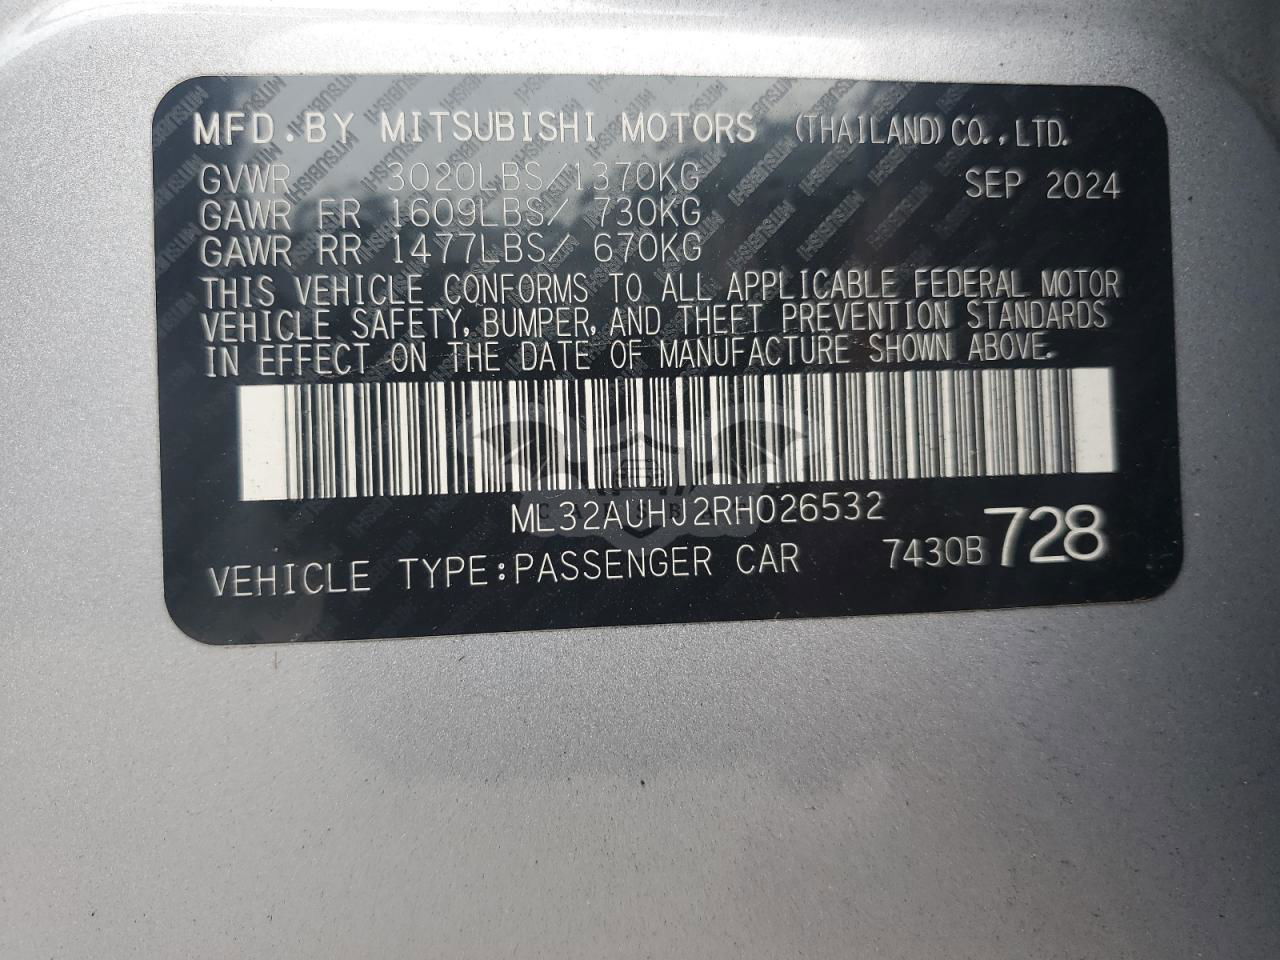 MFD.BY MITSUBISHI MOTORS (THAILAND) CO., LTD.
GVWR 3020LBS/1370KG SEP 2024
GAWR FR 1609LBS/ 730KG
GAWR RR 1477LBS/ 670KG
THIS VEHICLE CONFORMS TO ALL APPLICABLE FEDERAL MOTOR
VEHICLE SAFETY, BUMPER, AND THEFT PREVENTION STANDARDS
IN EFFECT ON THE DATE OF MANUFACTURE SHOWN ABOVE.
ML32AUHJ2RH026532
VEHICLE TYPE:PASSENGER CAR 7430B 728